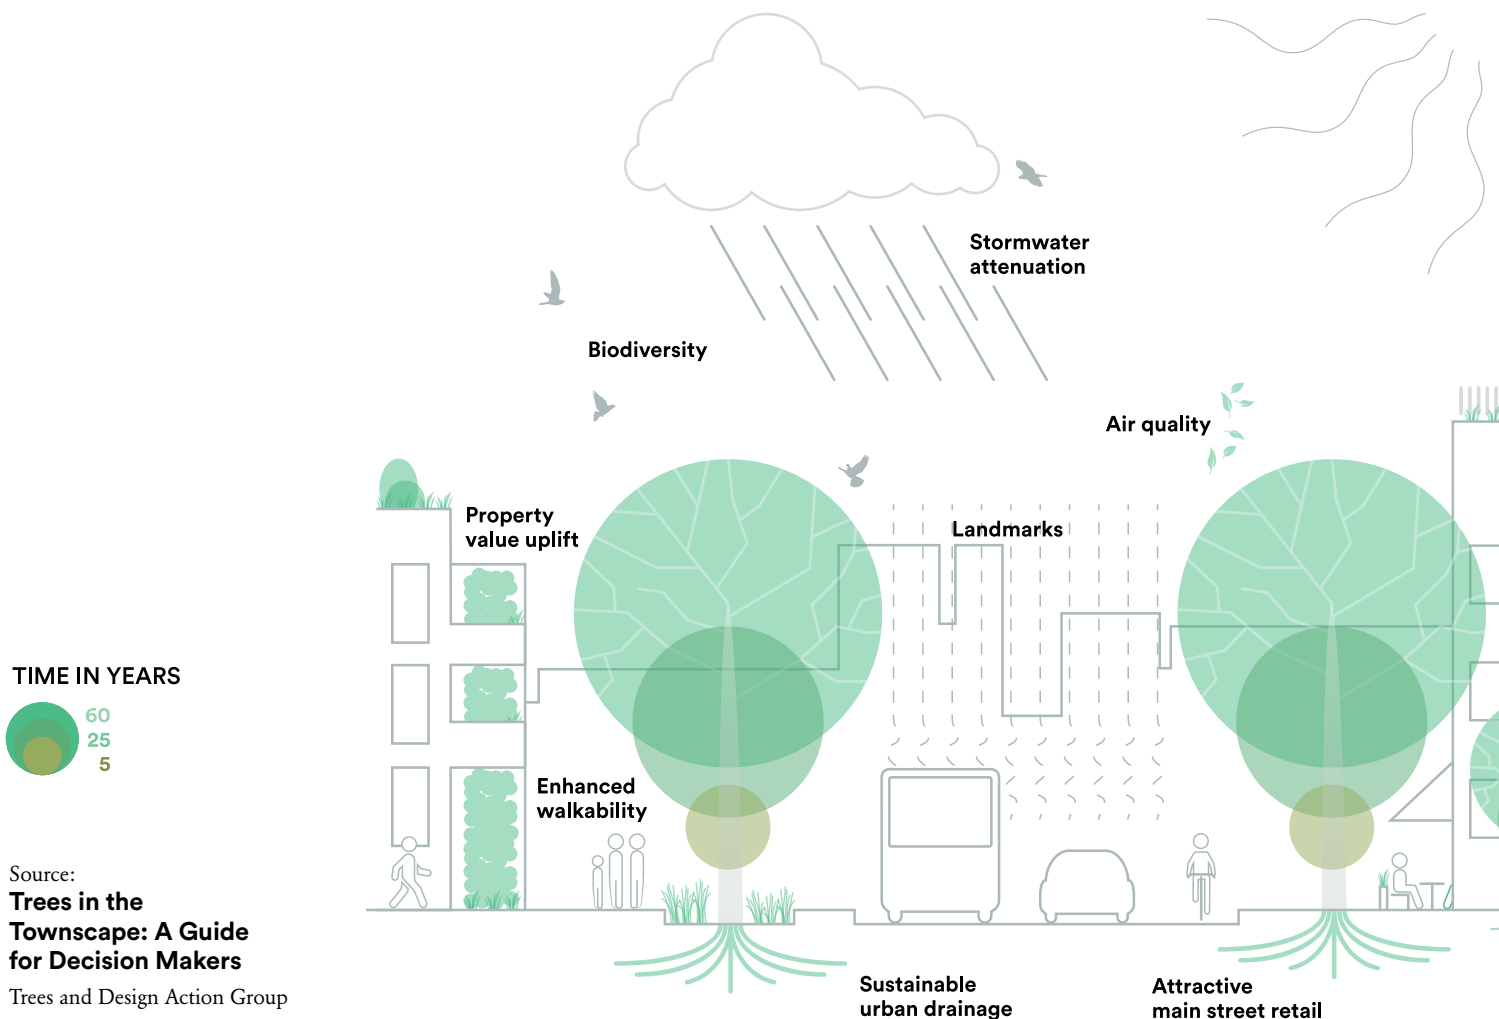 Stormwater
attenuation
Biodiversity
Air quality
Property
value uplift
Landmarks
TIME IN YEARS
60
25
5
Enhanced
walkability
Source:
Trees in the
Townscape: A Guide
for Decision Makers
Trees and Design Action Group
Sustainable
urban drainage
Attractive
main street retail